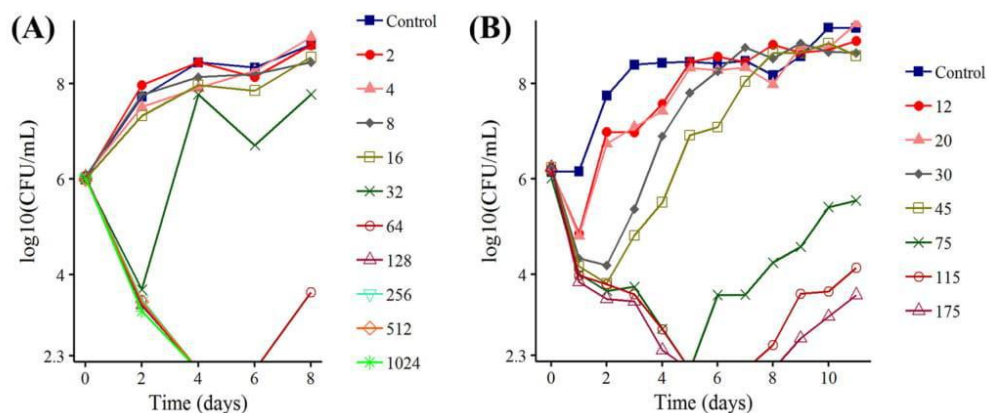 (A)
log10(CFU/mL)
8
6
4
2.3
0 2 4 6 8
Time (days)
Control
2
4
8
16
32
64
128
256
512
1024
(B)
log10(CFU/mL)
8
6
4
2.3
0 2 4 6 8 10
Time (days)
Control
12
20
30
45
75
115
175